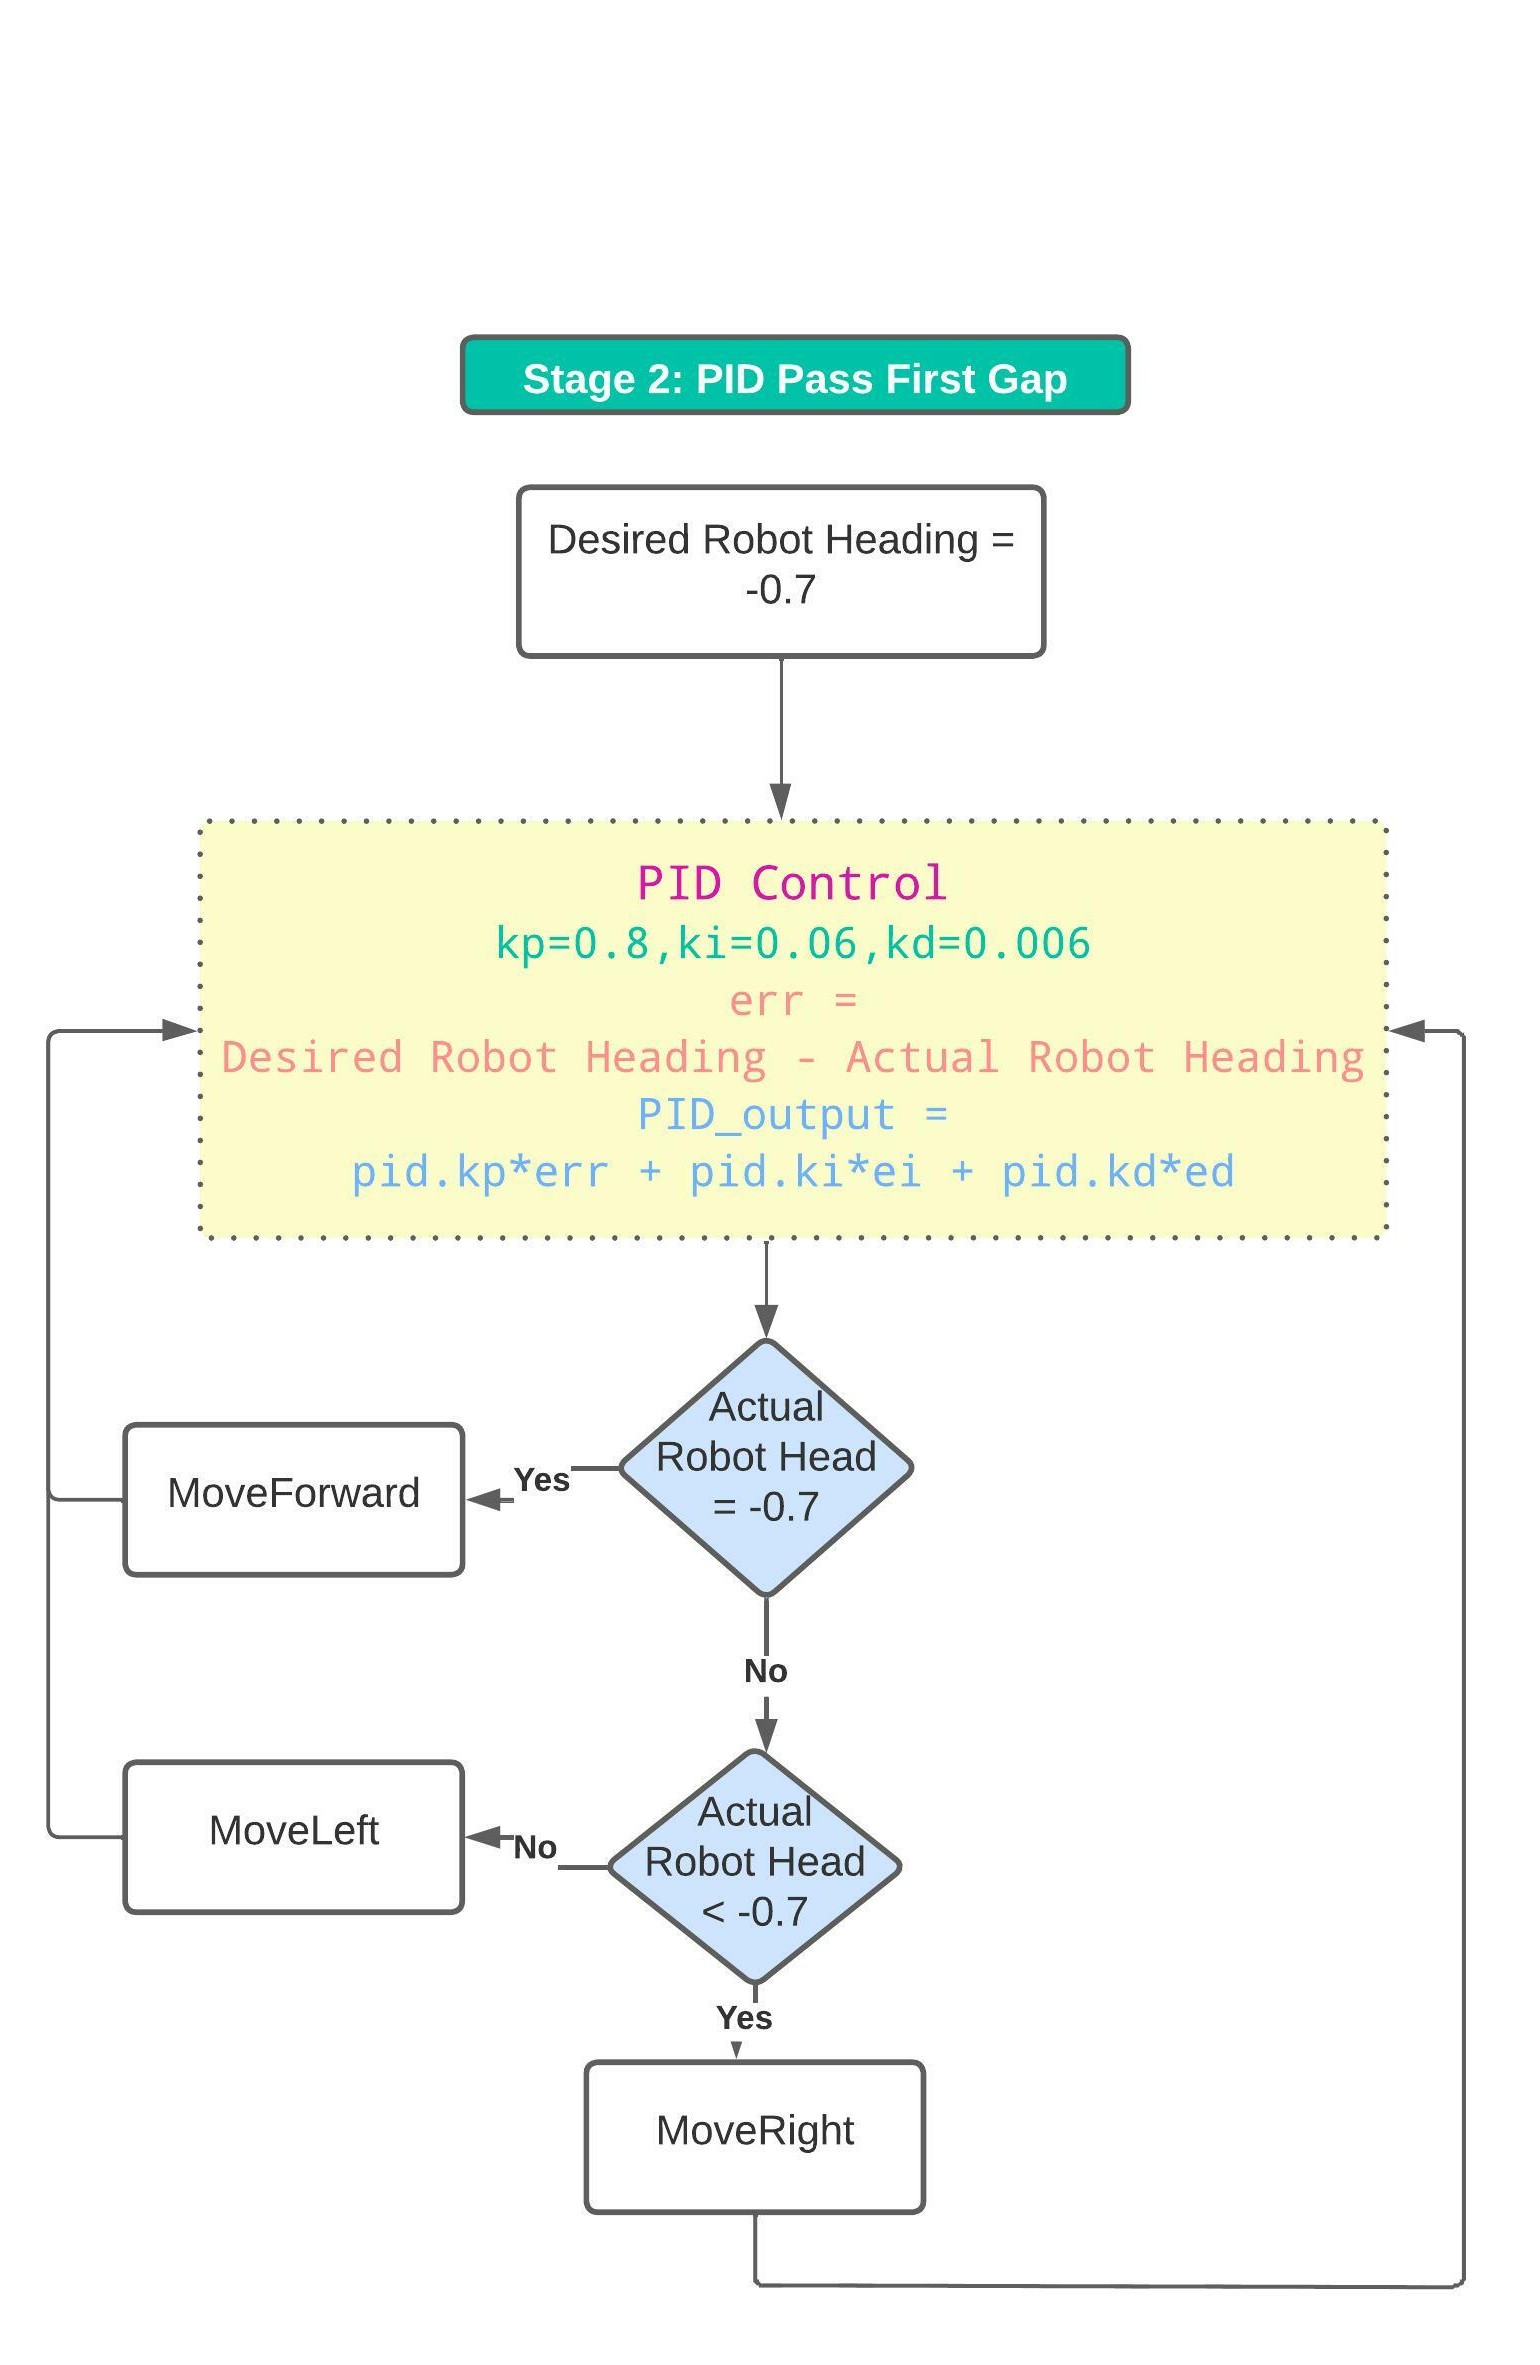 Stage 2: PID Pass First Gap
Desired Robot Heading =
-0.7
PID Control
kp=0.8,ki=0.06,kd=0.006
err =
Desired Robot Heading - Actual Robot Heading
PID_output =
pid.kp*err + pid.ki*ei + pid.kd*ed
Actual
Robot Head
= -0.7
Yes
MoveForward
No
Actual
Robot Head
< -0.7
No
MoveLeft
Yes
MoveRight